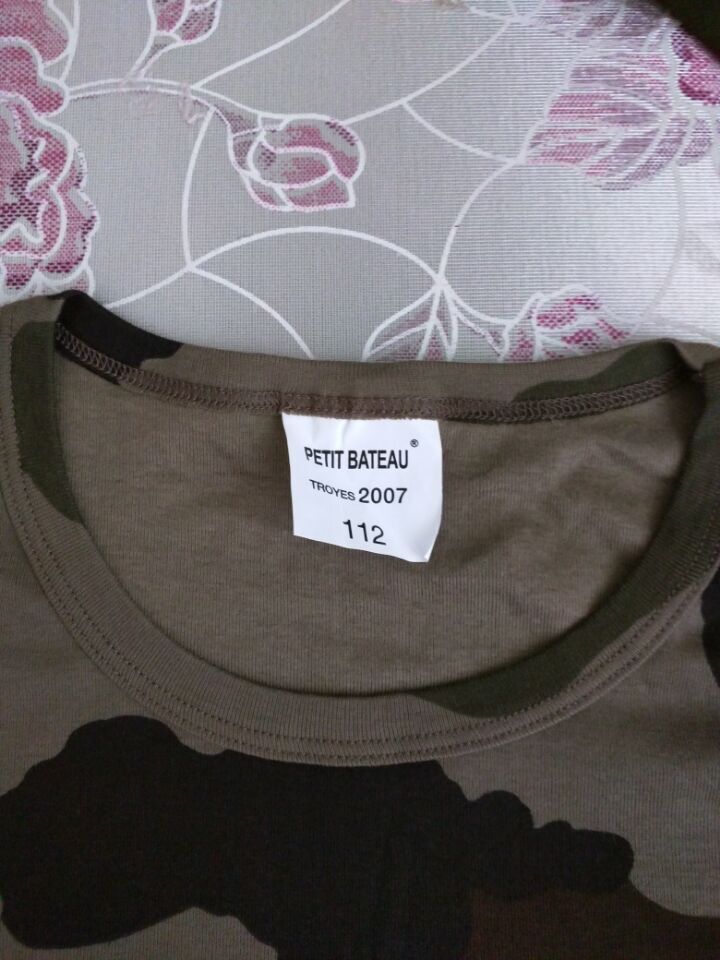 PETIT BATEAU®
TROYES 2007
112